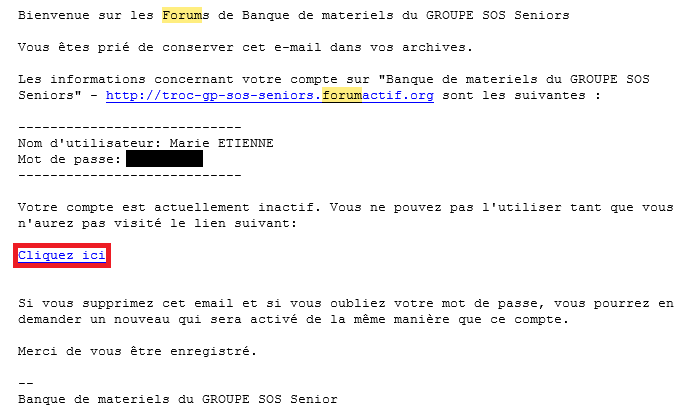 Bienvenue sur les Forums de Banque de materiels du GROUPE SOS Seniors
Vous êtes prié de conserver cet e-mail dans vos archives.
Les informations concernant votre compte sur "Banque de materiels du GROUPE SOS
Seniors" - http://troc-gp-sos-seniors.forumactif.org sont les suivantes :
----------------------------
Nom d'utilisateur: Marie ETIENNE
Mot de passe:
----------------------------
Votre compte est actuellement inactif. Vous ne pouvez pas l'utiliser tant que vous
n'aurez pas visité le lien suivant:
Cliquez ici
Si vous supprimez cet email et si vous oubliez votre mot de passe, vous pourrez en
demander un nouveau qui sera activé de la même manière que ce compte.
Merci de vous être enregistré.
--
Banque de materiels du GROUPE SOS Senior